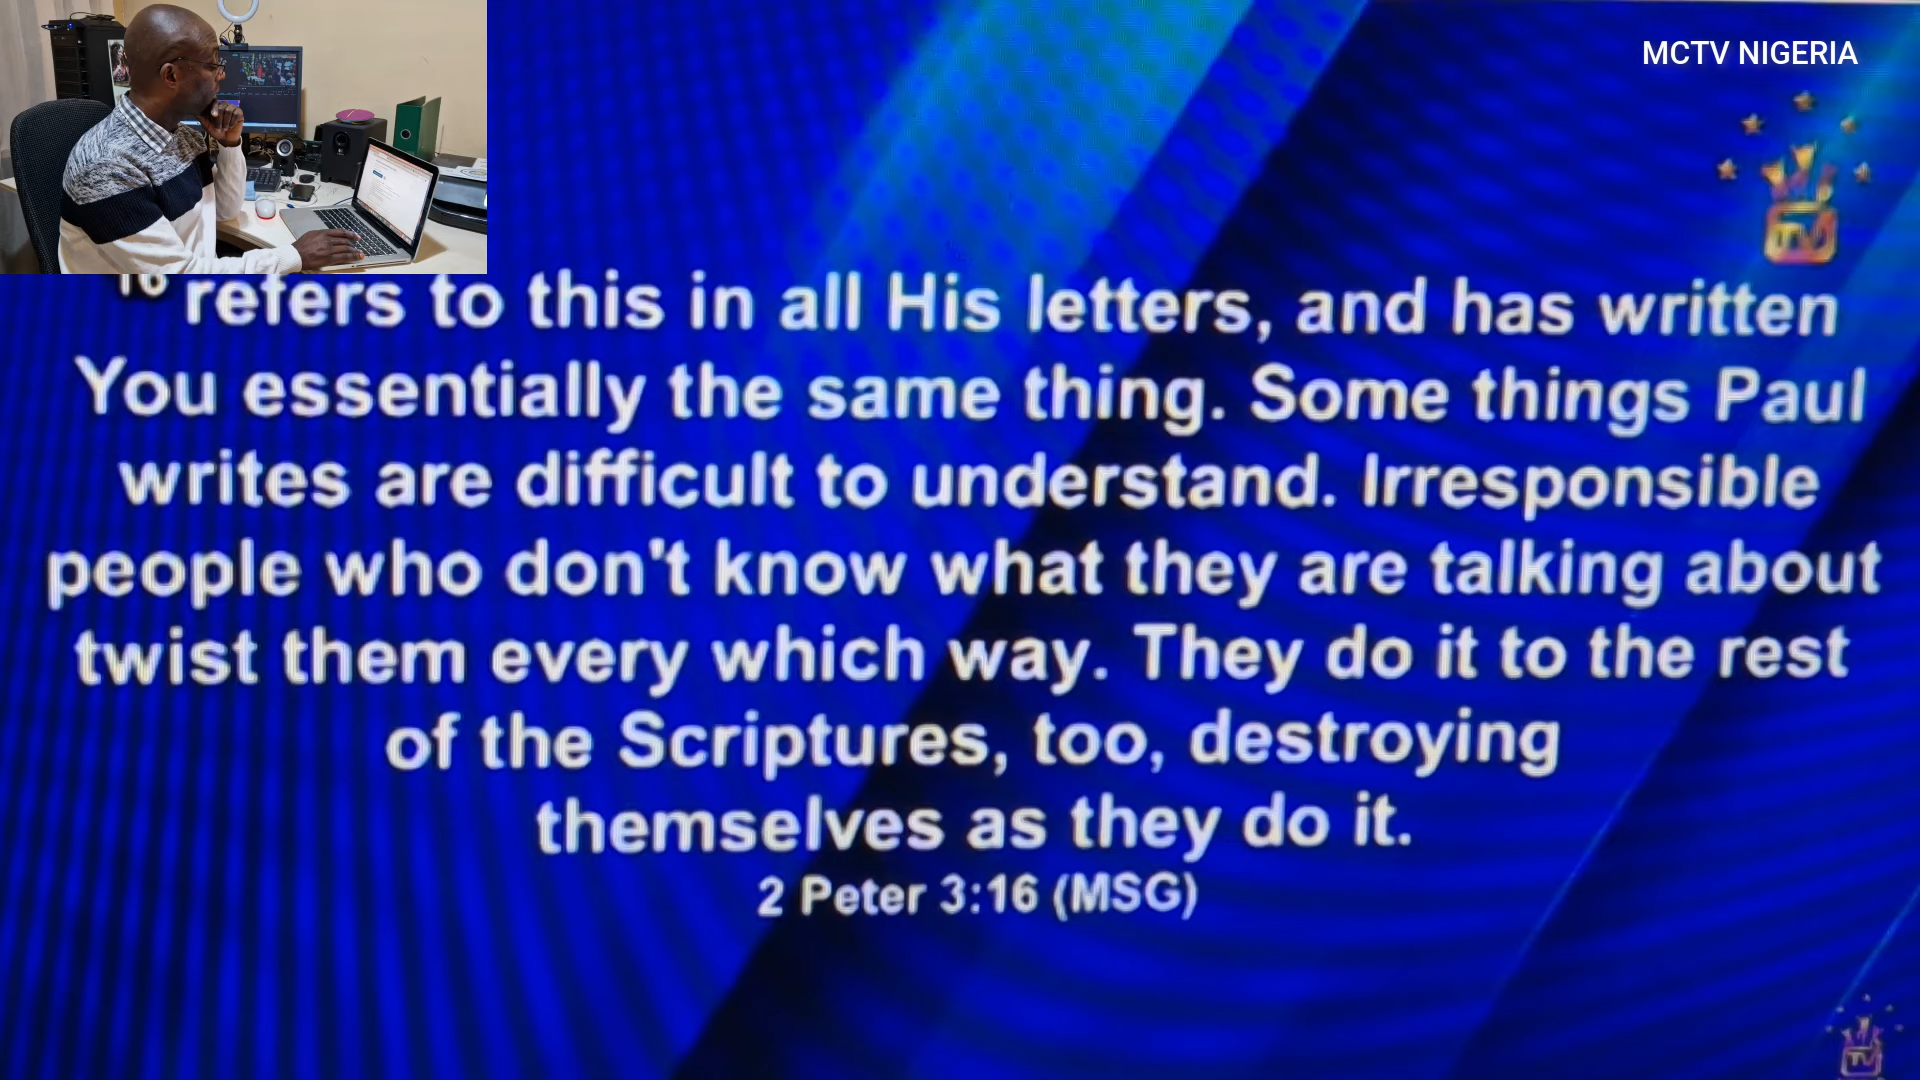 MCTV NIGERIA
TV
16 refers to this in all His letters, and has written
You essentially the same thing. Some things Paul
writes are difficult to understand. Irresponsible
people who don't know what they are talking about
twist them every which way. They do it to the rest
of the Scriptures, too, destroying
themselves as they do it.
2 Peter 3:16 (MSG)
TV